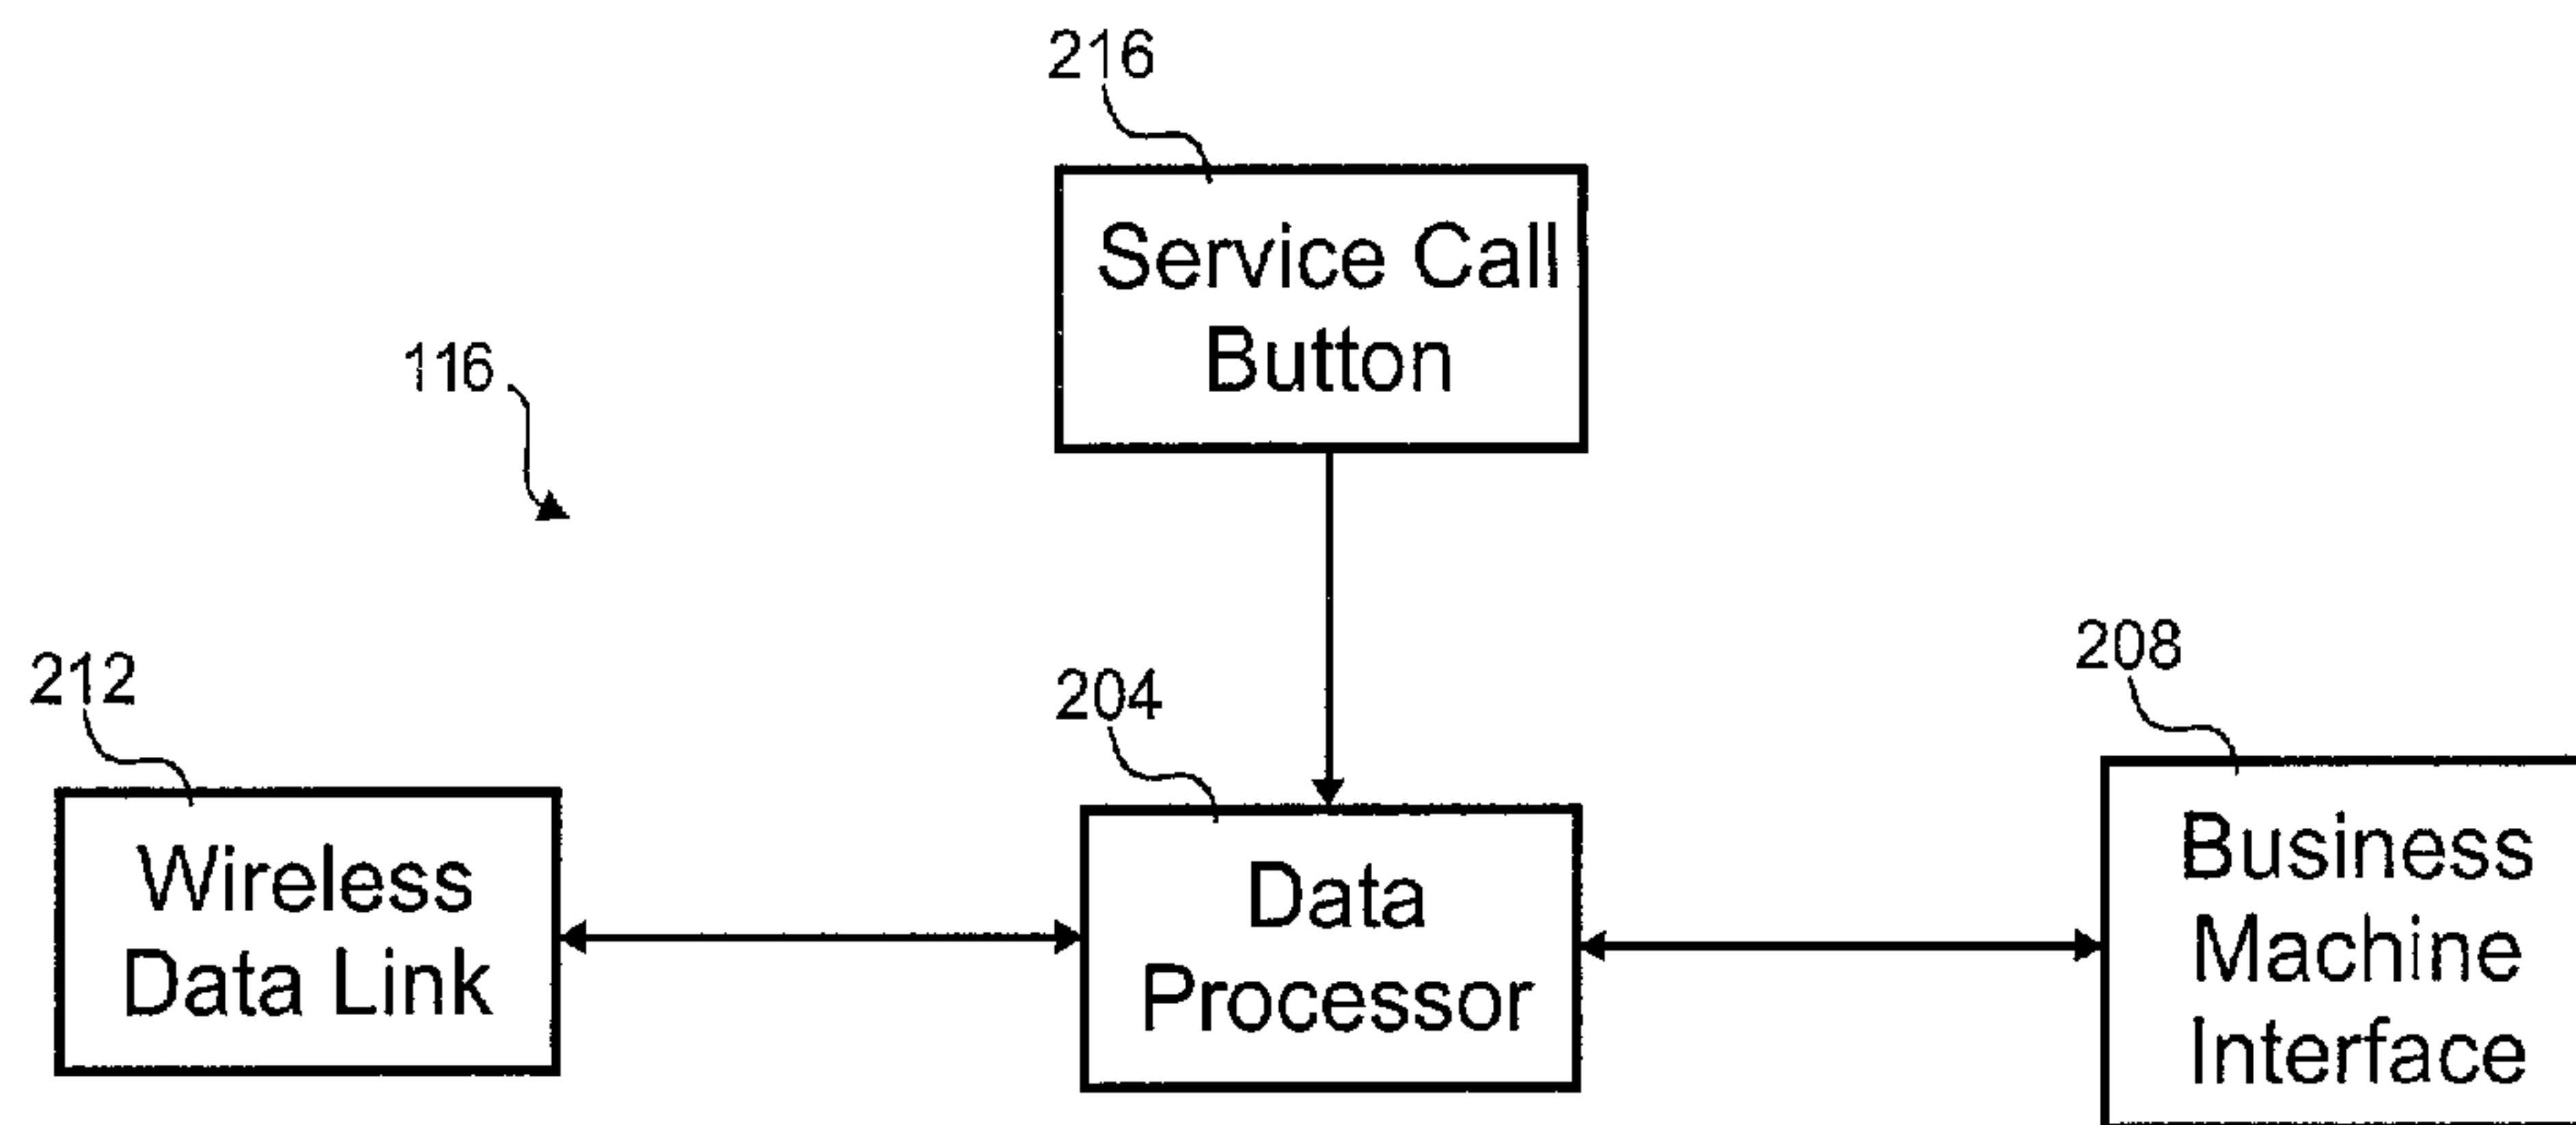 216
Service Call
Button
116
212
Wireless
Data Link
204
Data
Processor
208
Business
Machine
Interface